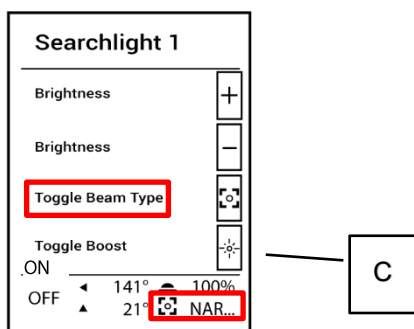 Searchlight 1
Brightness +
Brightness −
Toggle Beam Type
Toggle Boost
.ON
OFF ◄ 141° 100%
▲ 21° NAR...
C